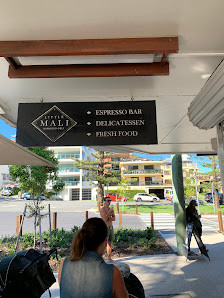 LITTLE
MALI
ESPRESSO BAR
DELICATESSEN
FRESH FOOD